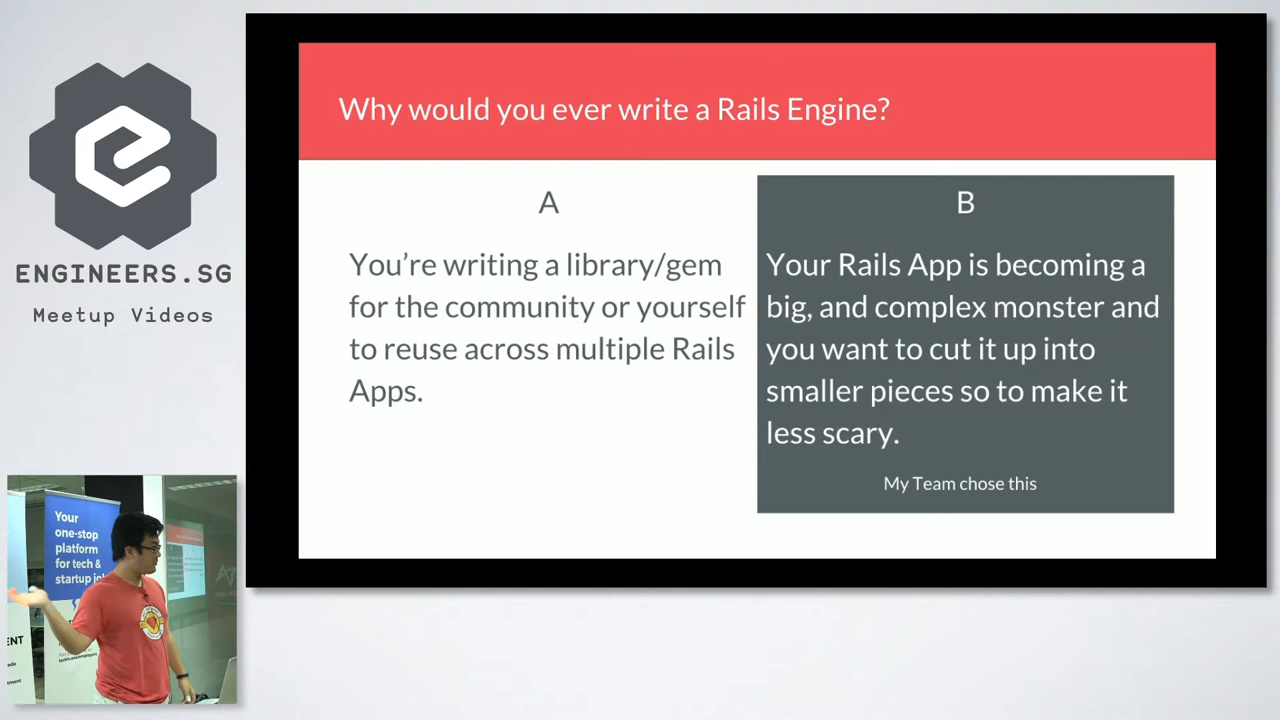 ENGINEERS.SG
Meetup Videos
Why would you ever write a Rails Engine?
A
You're writing a library/gem
for the community or yourself
to reuse across multiple Rails
Apps.
B
Your Rails App is becoming a
big, and complex monster and
you want to cut it up into
smaller pieces so to make it
less scary.
My Team chose this
Your
one-stop
platform
for tech &
startup